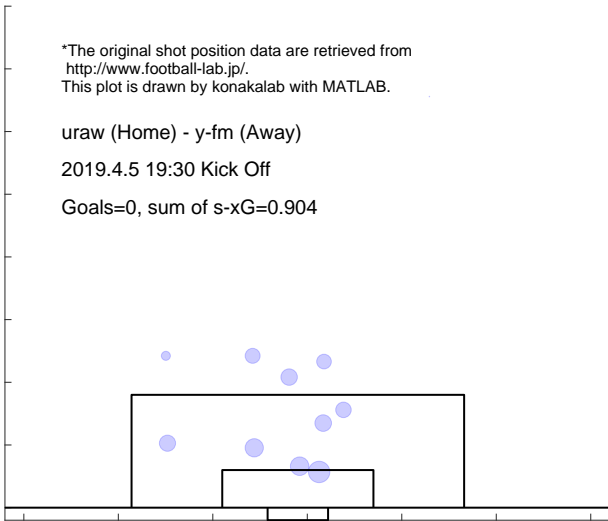 *The original shot position data are retrieved from
http://www.football-lab.jp/.
This plot is drawn by konakalab with MATLAB.
uraw (Home) - y-fm (Away)
2019.4.5 19:30 Kick Off
Goals=0, sum of s-xG=0.904